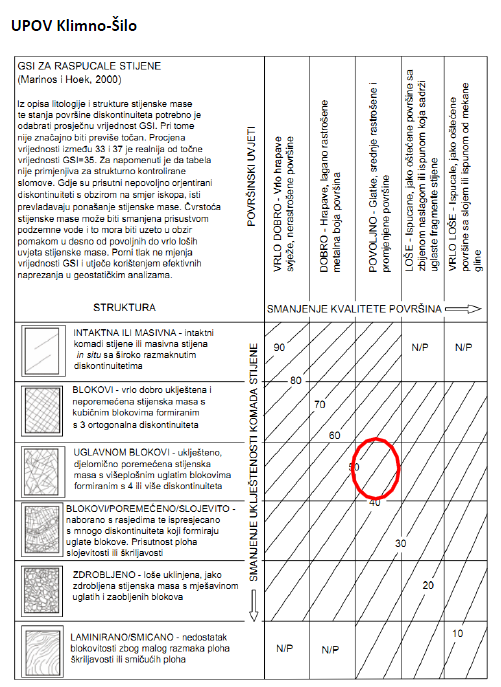 UPOV Klimno-Šilo
GSI ZA RASPUCALE STIJENE
(Marinos i Hoek, 2000)
Iz opisa litologije i strukture stijenske mase
te stanja površine diskontinuiteta potrebno je
odabrati prosječnu vrijednost GSI. Pri tome
nije značajno biti previše točan. Procjena
vrijednosti između 33 i 37 je realnija od točne
vrijednosti GSI=35. Za napomenuti je da tabela
nije primjenjiva za strukturno kontrolirane
slomove. Gdje su prisutni nepovoljno orjentirani
diskontinuiteti s obzirom na smjer iskopa, isti
prevladavaju ponašanje stijenske mase. Čvrstoća
stijenske mase može biti smanjena prisustvom
podzemne vode i to mora biti uzeto u obzir
pomakom u desno od povoljnih do vrlo loših
uvjeta stijenske mase. Porni tlak ne mjenja
vrijednosti GSI i utječe korištenjem efektivnih
naprezanja u geostatičkim analizama.
POVRŠINSKI UVJETI
VRLO DOBRO - Vrlo hrapave
svježe, nerastrošene površine
DOBRO - Hrapave, lagano rastrošene
metalna boja površina
POVOLJNO - Glatke, srednje rastrošene i
promjenjene površine
LOŠE - Ispucane, jako oštećene površine sa
zbijenom naslagom ili ispunom koja sadrži
uglaste fragmente stijene
VRLO LOŠE - Ispucale, jako oštećene
površine sa slojem ili ispunom od mekane
gline
STRUKTURA
SMANJENJE KVALITETE POVRŠINA
SMANJENJE UKLJEŠTENOSTI KOMADA STIJENE
INTAKTNA ILI MASIVNA - intaktni
komadi stijene ili masivna stijena
in situ sa široko razmaknutim
diskontinuitetima
90
N/P
N/P
80
BLOKOVI - vrlo dobro uklještena i
neporemećena stijenska masa s
kubičnim blokovima formiranim
s 3 ortogonalna diskontinuiteta
70
60
UGLAVNOM BLOKOVI - uklješteno,
djelomično poremećena stijenska
masa s višeplošnim uglatim blokovima
formiranim s 4 ili više diskontinuiteta
50
40
BLOKOVI/POREMEĆENO/SLOJEVITO -
naborano s rasjedima te ispresjecano
s mnogo diskontinuiteta koji formiraju
uglate blokove. Prisutnost ploha
slojevitosti ili škriljavosti
30
ZDROBLJENO - loše uklinjena, jako
zdrobljena stijenska masa s mješavinom
uglatih i zaobljenih blokova
20
LAMINIRANO/SMICANO - nedostatak
blokovitosti zbog malog razmaka ploha
škriljavosti ili smičućih ploha
N/P
N/P
10